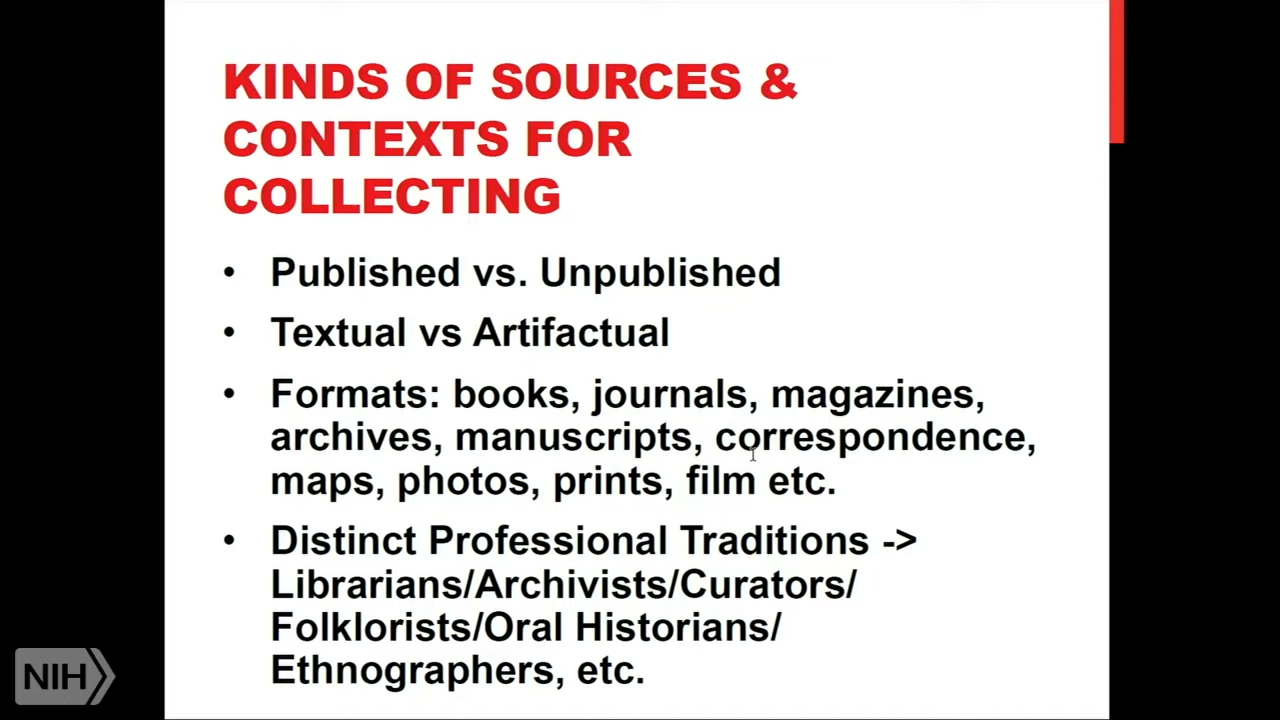 KINDS OF SOURCES &
CONTEXTS FOR
COLLECTING
• Published vs. Unpublished
• Textual vs Artifactual
• Formats: books, journals, magazines,
archives, manuscripts, correspondence,
maps, photos, prints, film etc.
• Distinct Professional Traditions ->
Librarians/Archivists/Curators/
Folklorists/Oral Historians/
Ethnographers, etc.
NIH